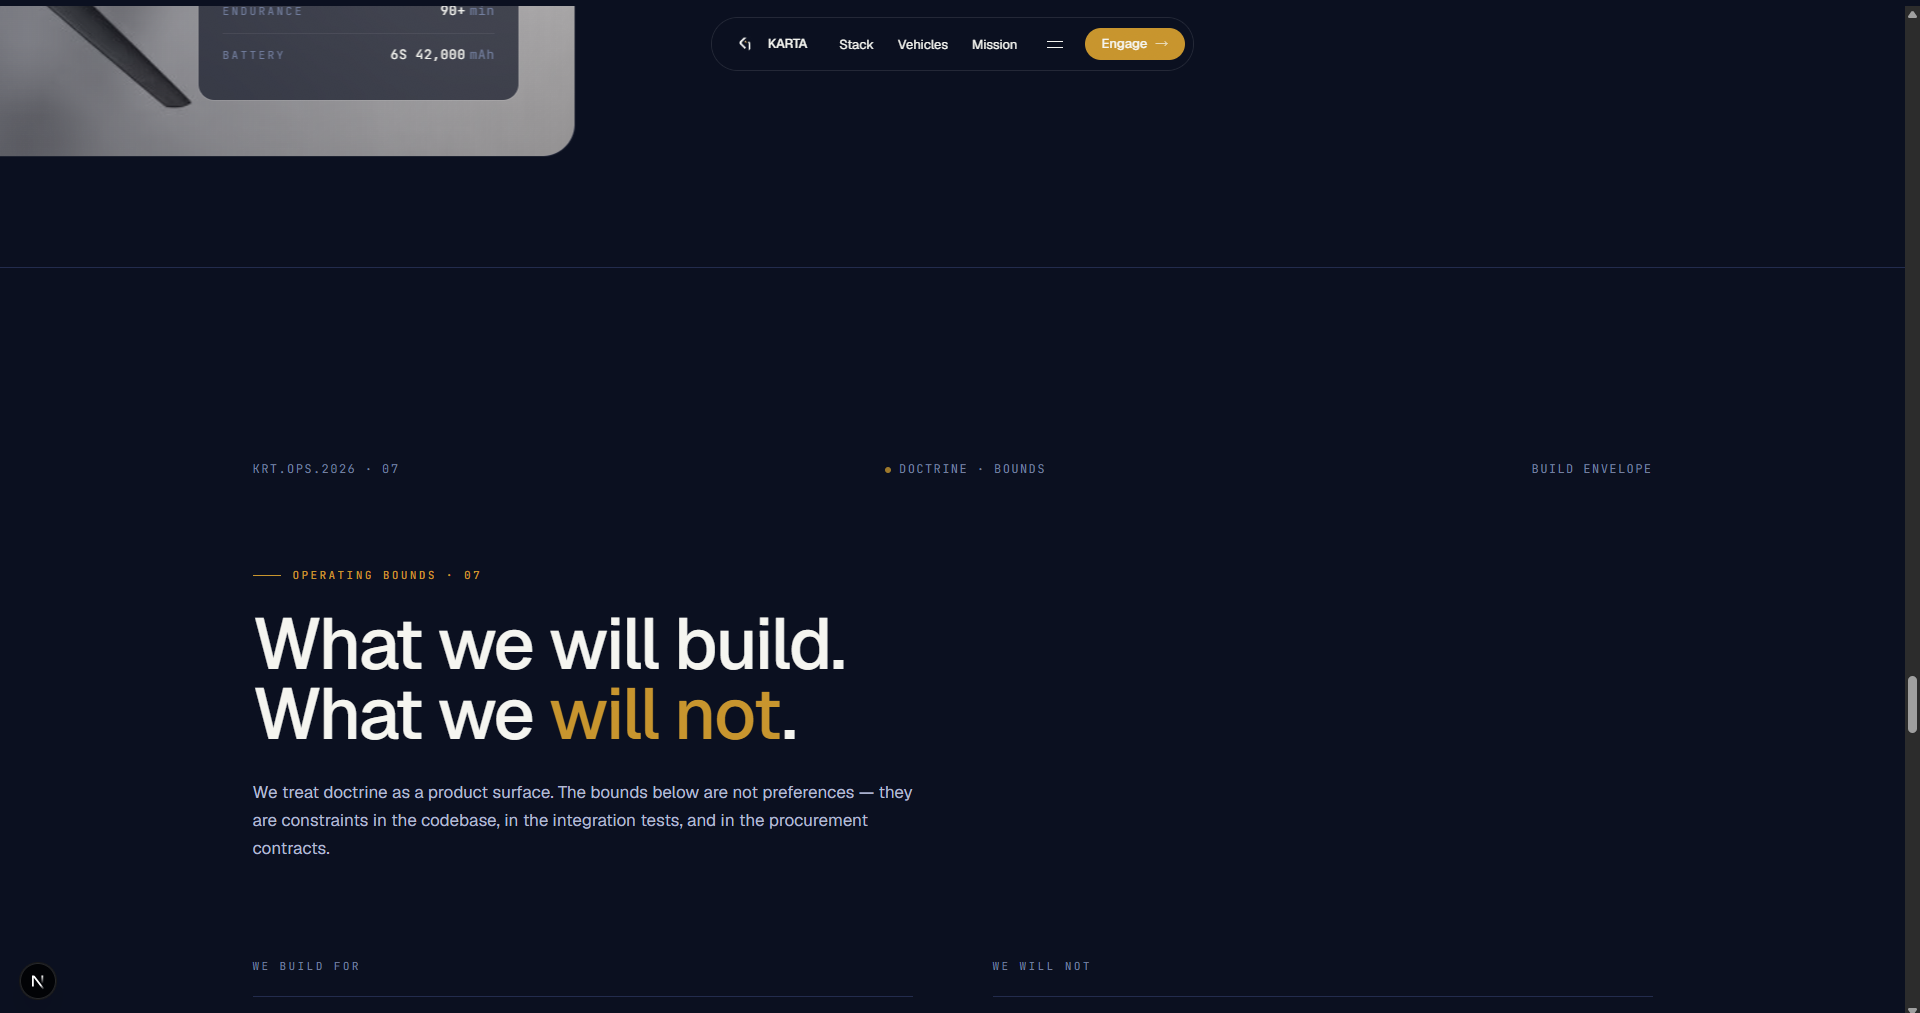 ENDURANCE 90+ min
BATTERY 6S 42,000 mAh
KARTA Stack Vehicles Mission Engage →
KRT.OPS.2026 · 07
DOCTRINE · BOUNDS
BUILD ENVELOPE
OPERATING BOUNDS · 07
What we will build.
What we will not.
We treat doctrine as a product surface. The bounds below are not preferences — they
are constraints in the codebase, in the integration tests, and in the procurement
contracts.
WE BUILD FOR
WE WILL NOT
N